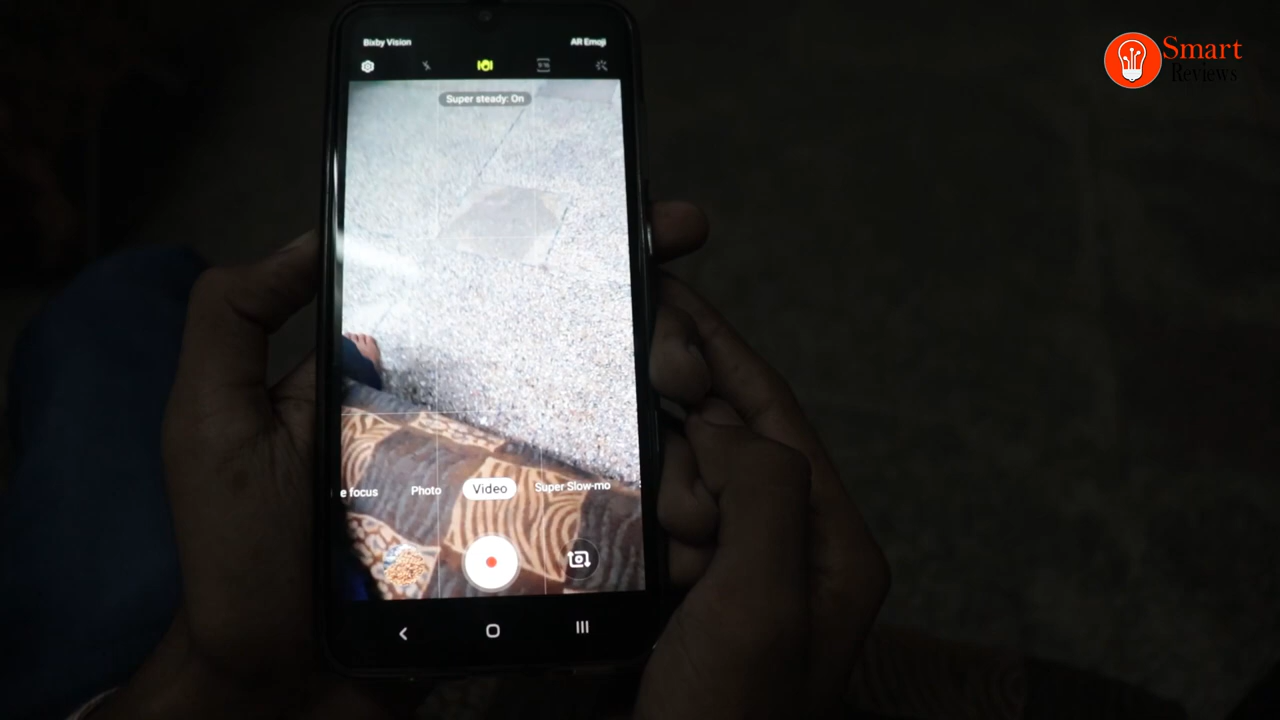 Bixby Vision
AR Emoji
Super steady: On
e focus
Photo
Video
Super Slow-mo
Smart
Reviews